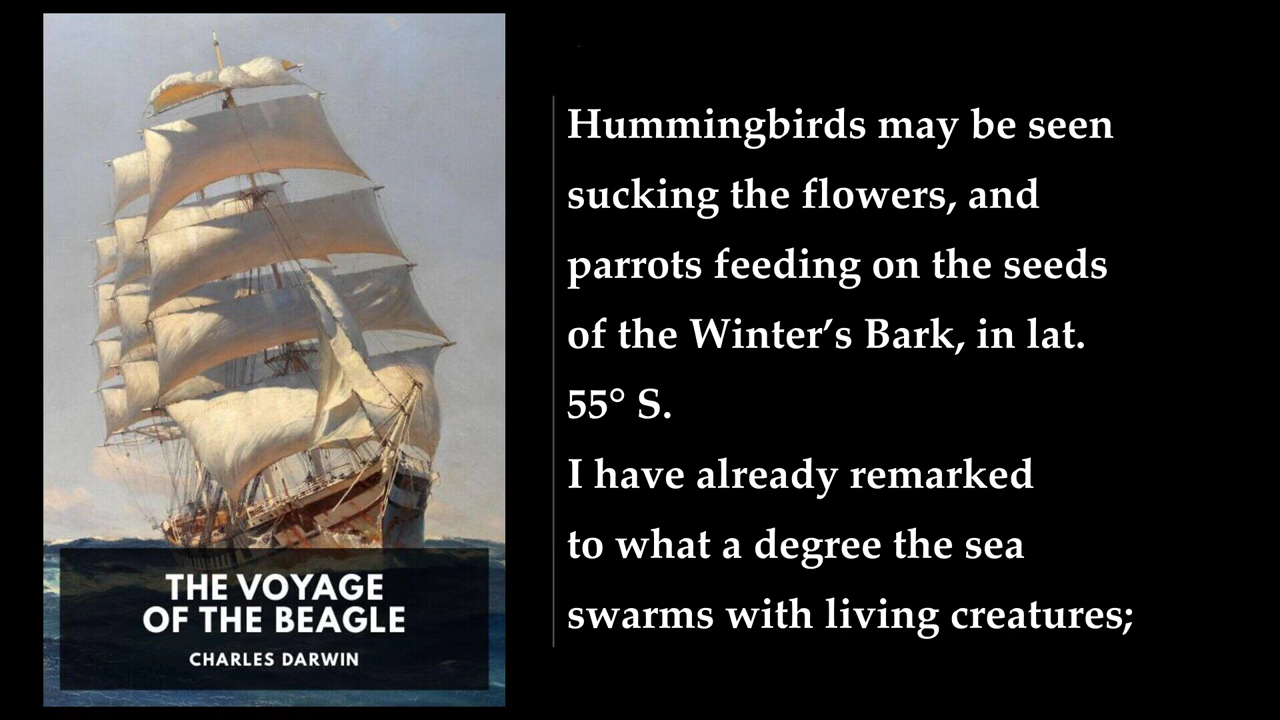 THE VOYAGE
OF THE BEAGLE
CHARLES DARWIN
Hummingbirds may be seen
sucking the flowers, and
parrots feeding on the seeds
of the Winter’s Bark, in lat.
55° S.
I have already remarked
to what a degree the sea
swarms with living creatures;